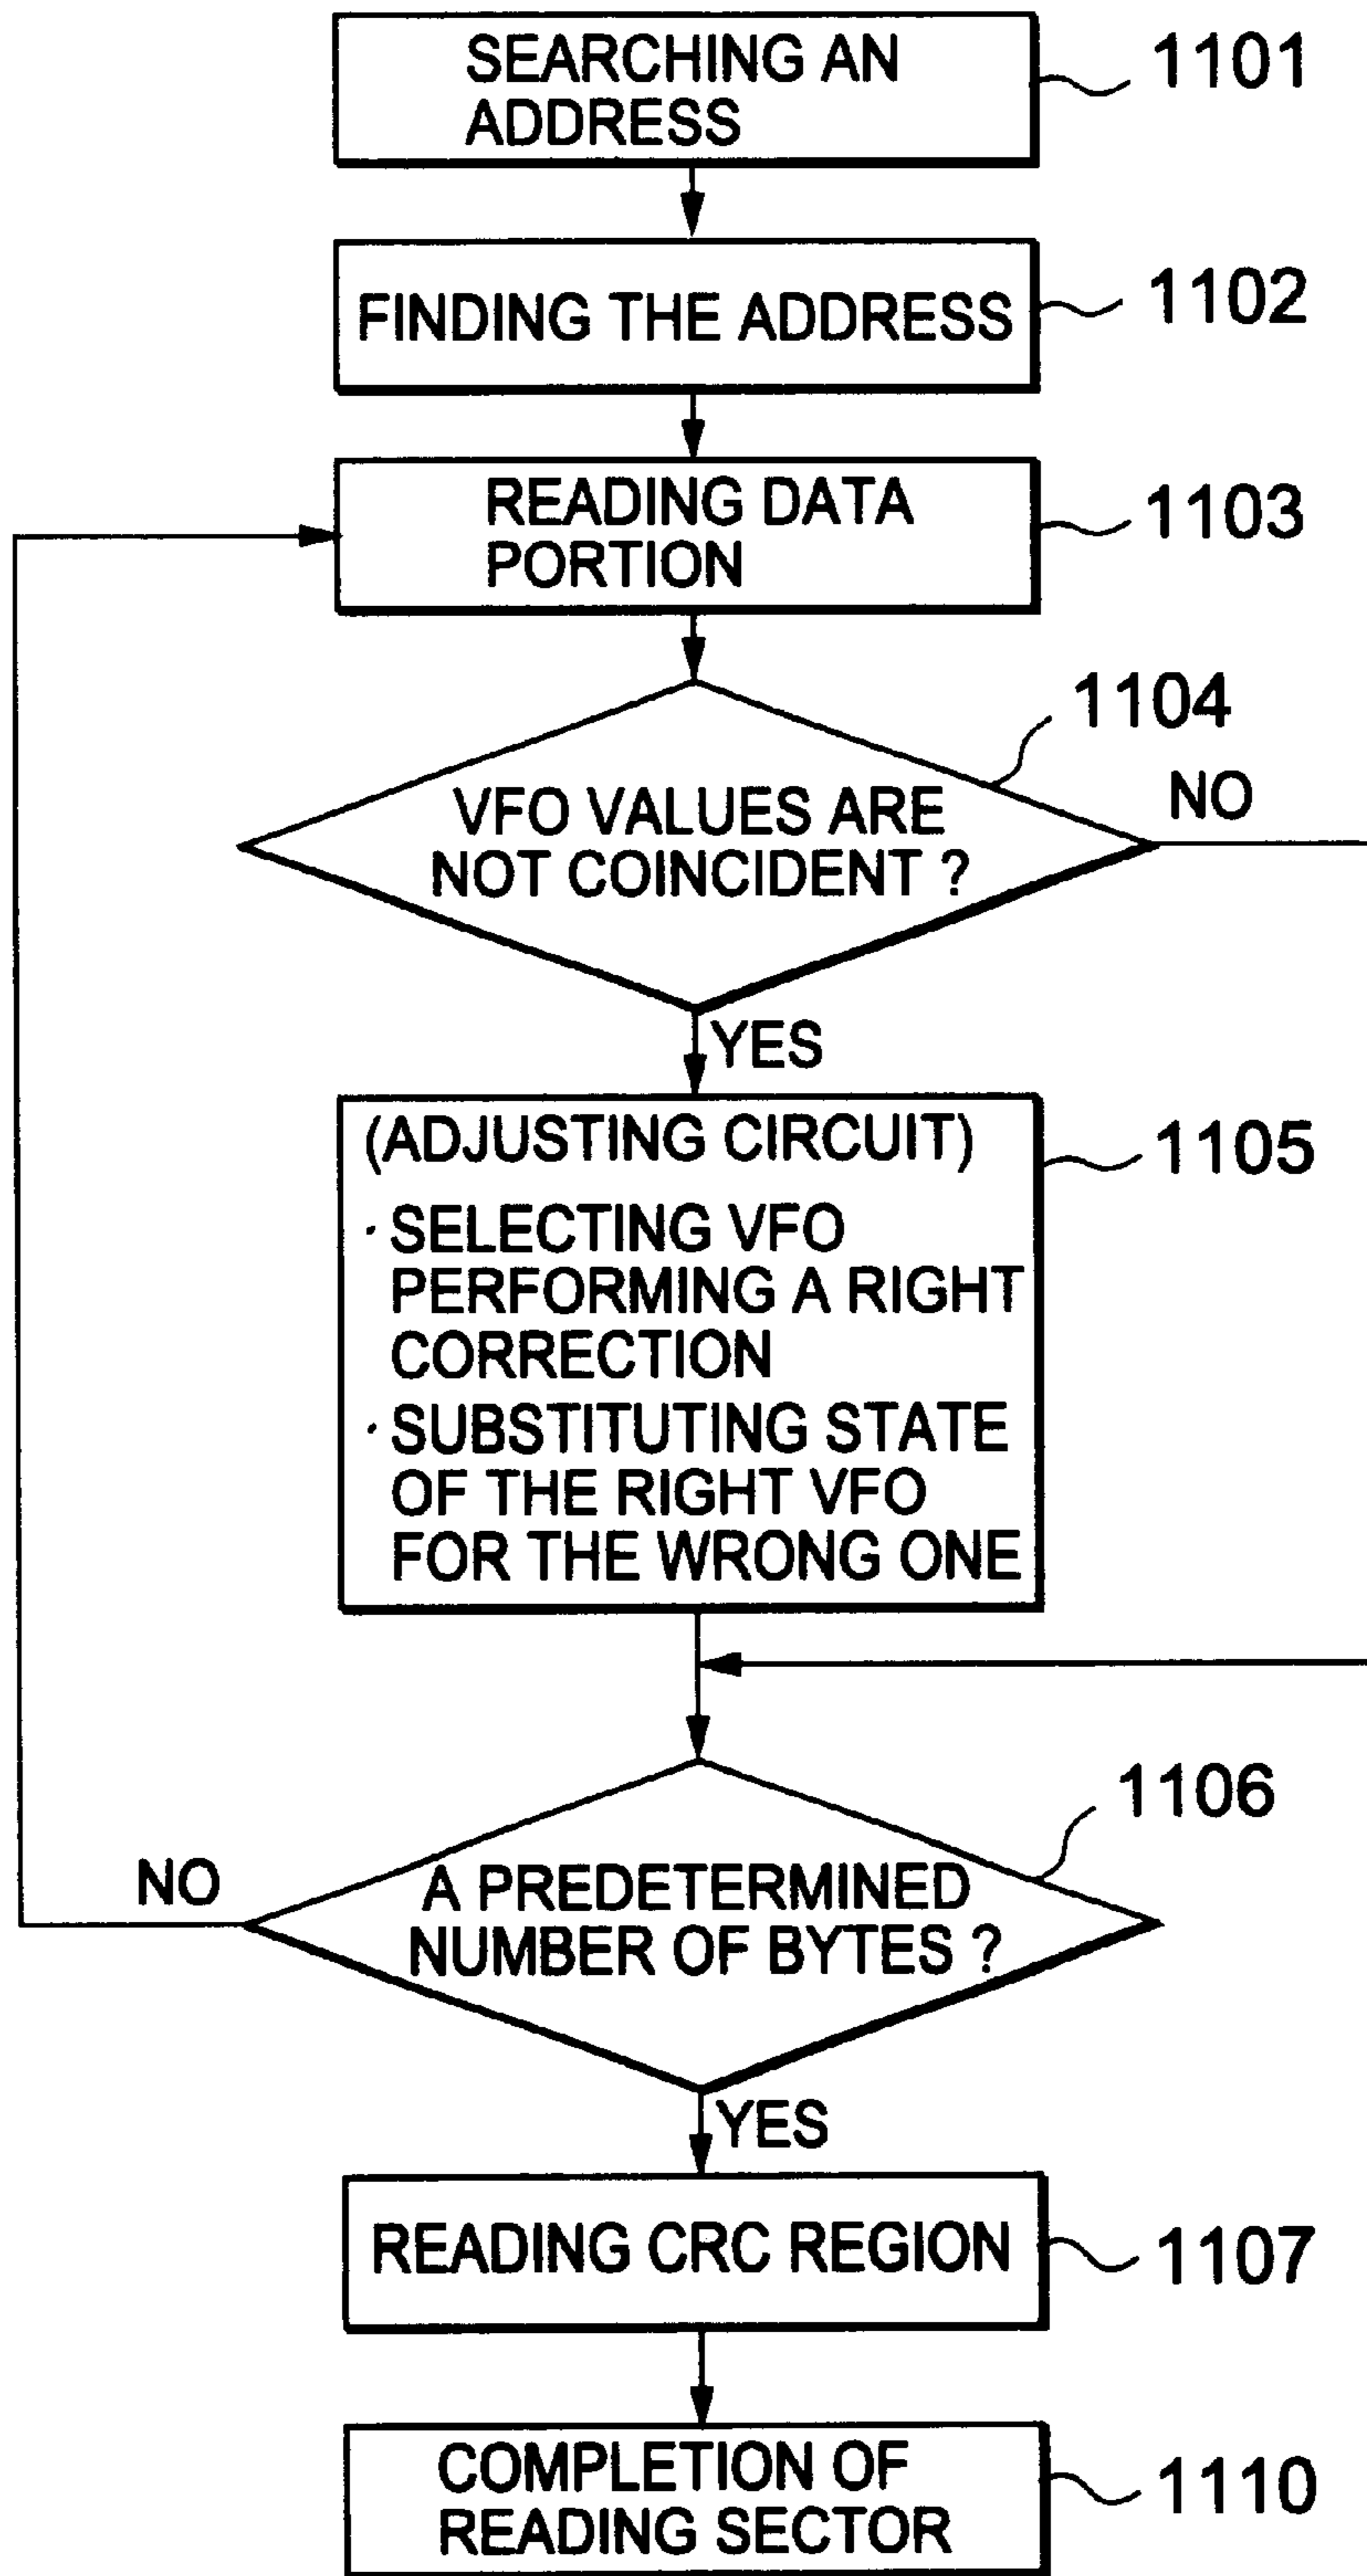 SEARCHING AN
ADDRESS
1101
FINDING THE ADDRESS
1102
READING DATA
PORTION
1103
1104
VFO VALUES ARE
NOT COINCIDENT ?
NO
YES
(ADJUSTING CIRCUIT)
1105
· SELECTING VFO
PERFORMING A RIGHT
CORRECTION
· SUBSTITUTING STATE
OF THE RIGHT VFO
FOR THE WRONG ONE
1106
NO
A PREDETERMINED
NUMBER OF BYTES ?
YES
READING CRC REGION
1107
COMPLETION OF
READING SECTOR
1110